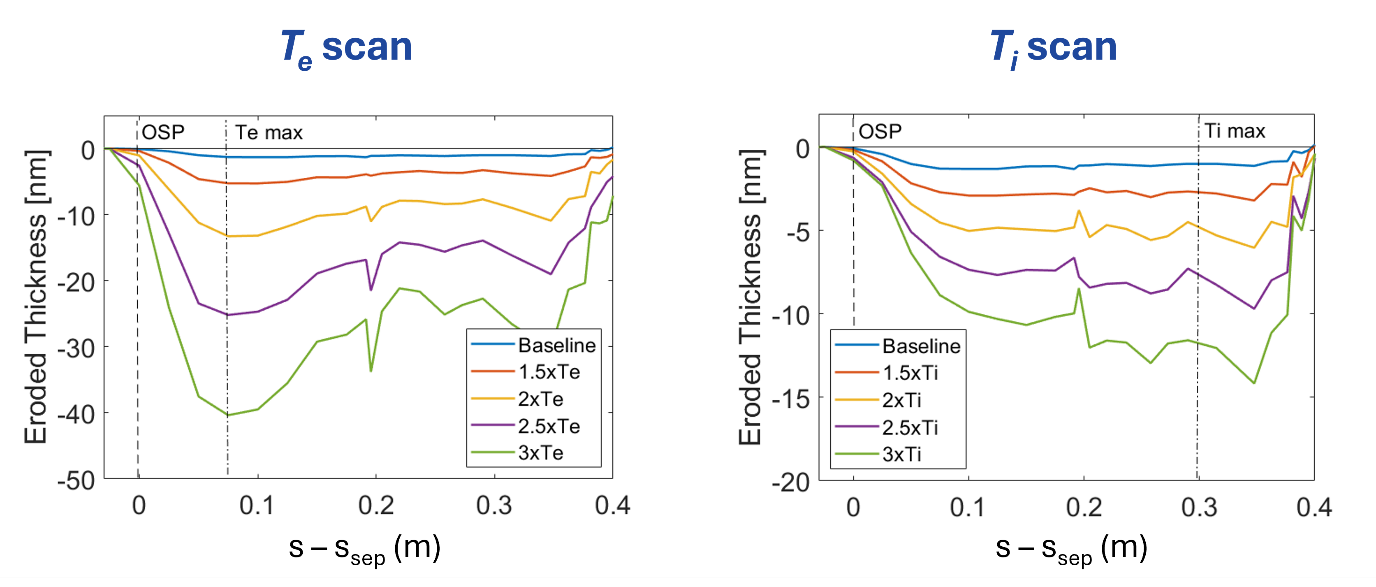 Te scan
OSP
Te max
0
-10
-20
-30
-40
-50
Eroded Thickness [nm]
Baseline
1.5xTe
2xTe
2.5xTe
3xTe
0
0.1
0.2
0.3
0.4
s – ssep (m)
Ti scan
OSP
Ti max
0
-5
-10
-15
-20
Eroded Thickness [nm]
Baseline
1.5xTi
2xTi
2.5xTi
3xTi
0
0.1
0.2
0.3
0.4
s – ssep (m)